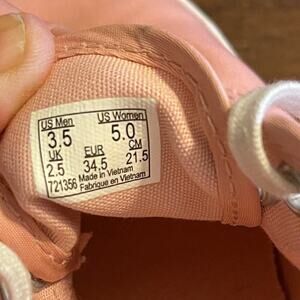 US Men US Women
3.5 5.0
UK EUR CM
2.5 34.5 21.5
721356 Made in Vietnam
Fabriqué en Vietnam